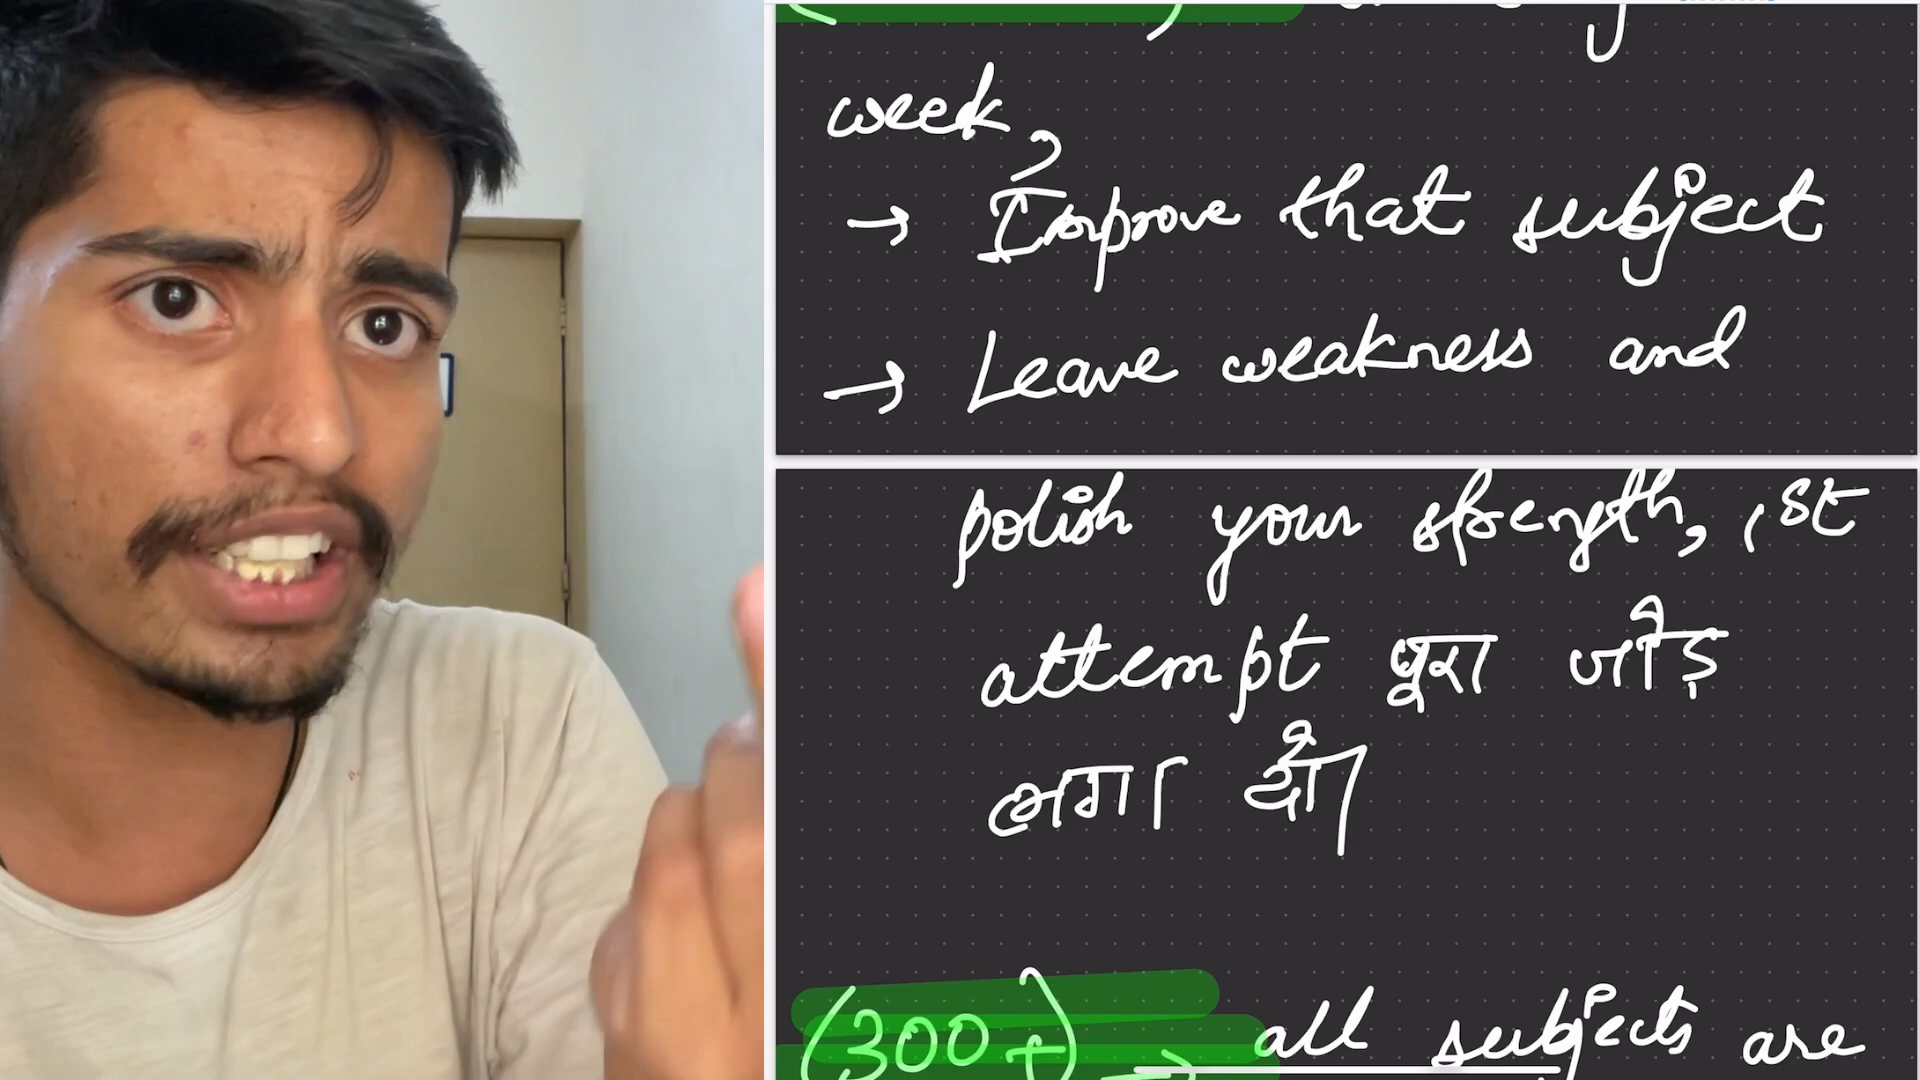 week,
→ Improve that subject
→ Leave weakness and
polish your strength, 1st
attempt पूरा जोड़
लगा दो।
(300+) → all subjects are